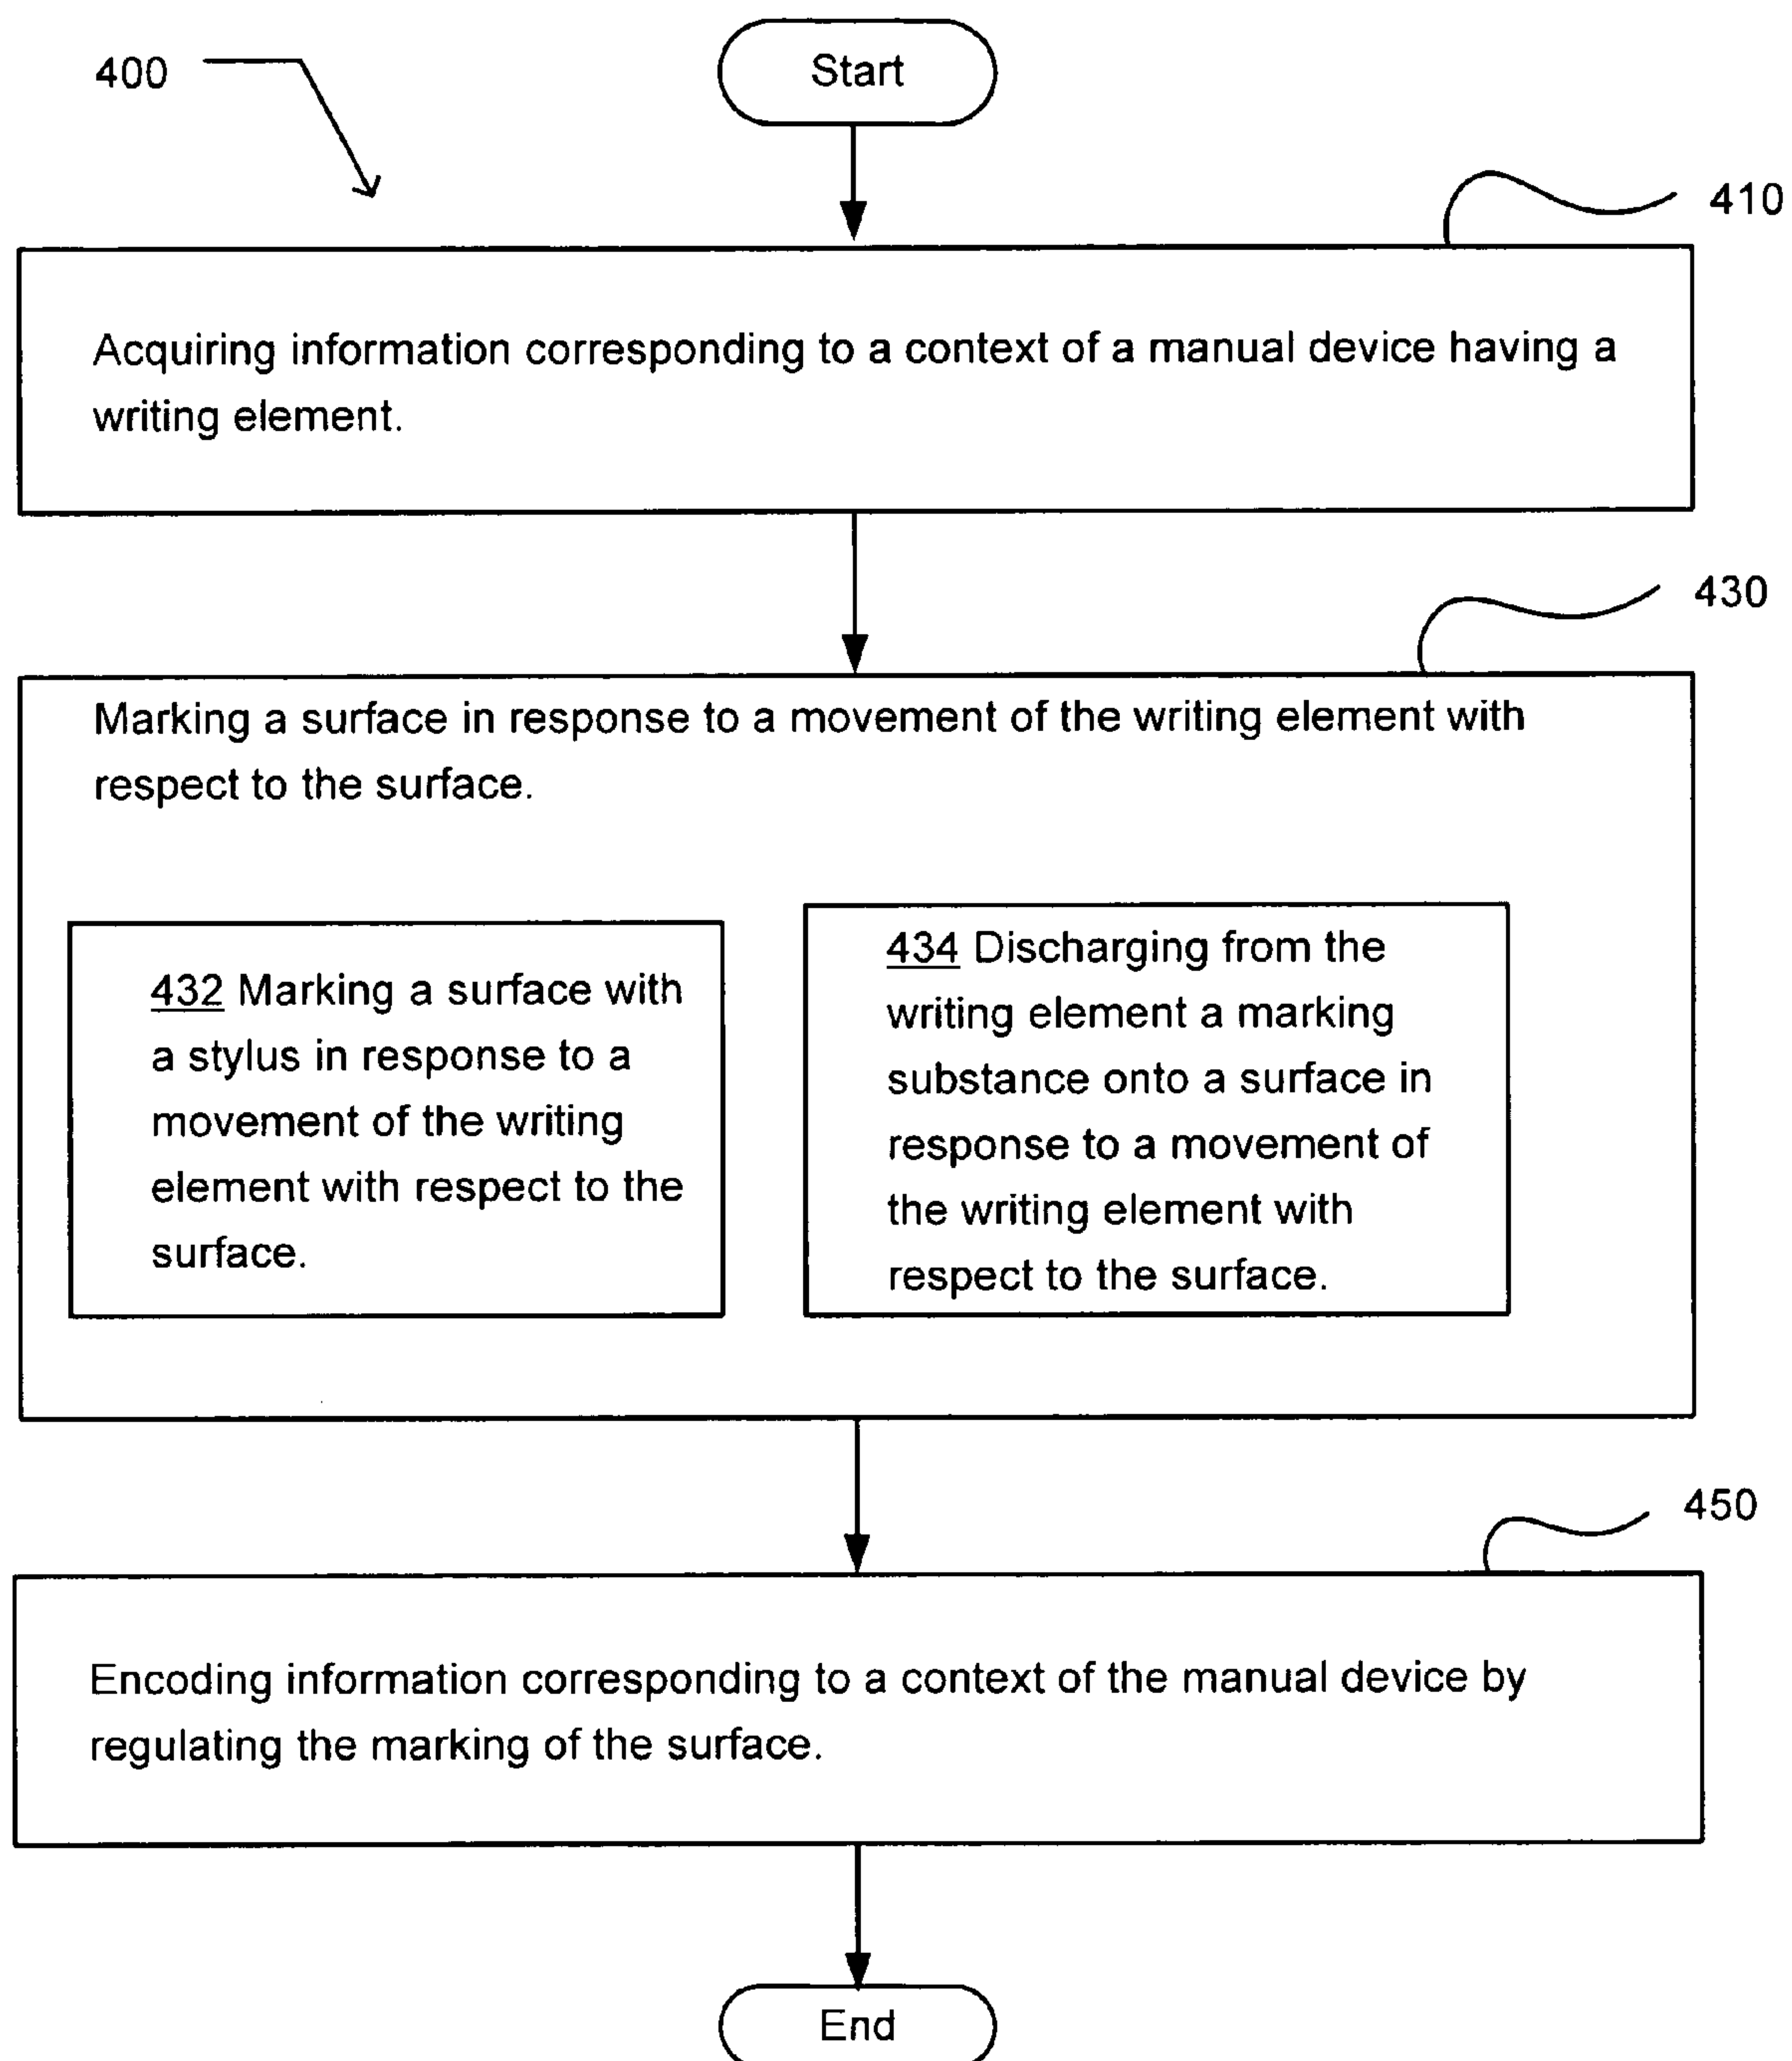 400
Start
410
Acquiring information corresponding to a context of a manual device having a
writing element.
430
Marking a surface in response to a movement of the writing element with
respect to the surface.
432 Marking a surface with
a stylus in response to a
movement of the writing
element with respect to the
surface.
434 Discharging from the
writing element a marking
substance onto a surface in
response to a movement of
the writing element with
respect to the surface.
450
Encoding information corresponding to a context of the manual device by
regulating the marking of the surface.
End